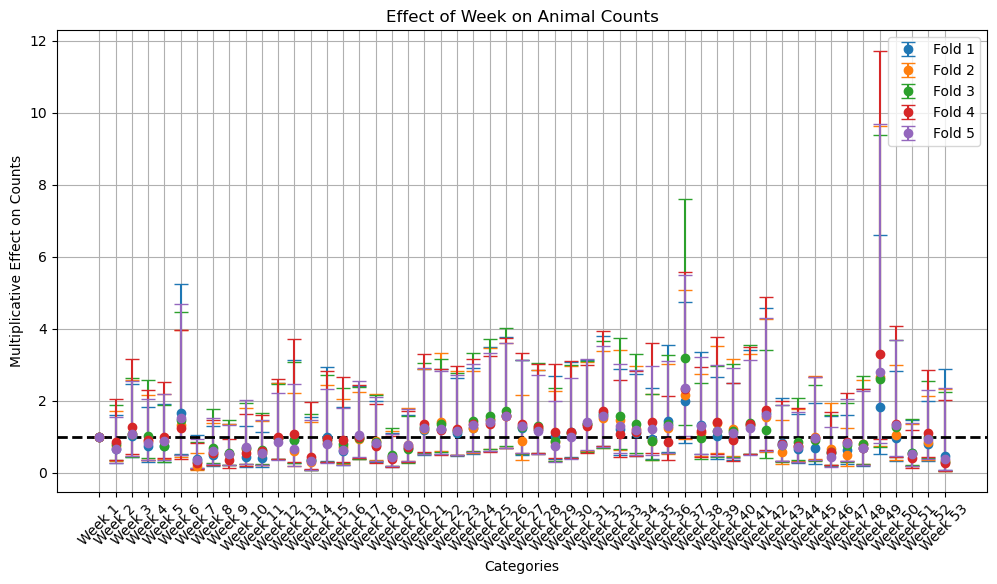 Effect of Week on Animal Counts
Multiplicative Effect on Counts
12
10
8
6
4
2
0
Fold 1
Fold 2
Fold 3
Fold 4
Fold 5
Week 1
Week 2
Week 3
Week 4
Week 5
Week 6
Week 7
Week 8
Week 9
Week 10
Week 11
Week 12
Week 13
Week 14
Week 15
Week 16
Week 17
Week 18
Week 19
Week 20
Week 21
Week 22
Week 23
Week 24
Week 25
Week 26
Week 27
Week 28
Week 29
Week 30
Week 31
Week 32
Week 33
Week 34
Week 35
Week 36
Week 37
Week 38
Week 39
Week 40
Week 41
Week 42
Week 43
Week 44
Week 45
Week 46
Week 47
Week 48
Week 49
Week 50
Week 51
Week 52
Week 53
Categories